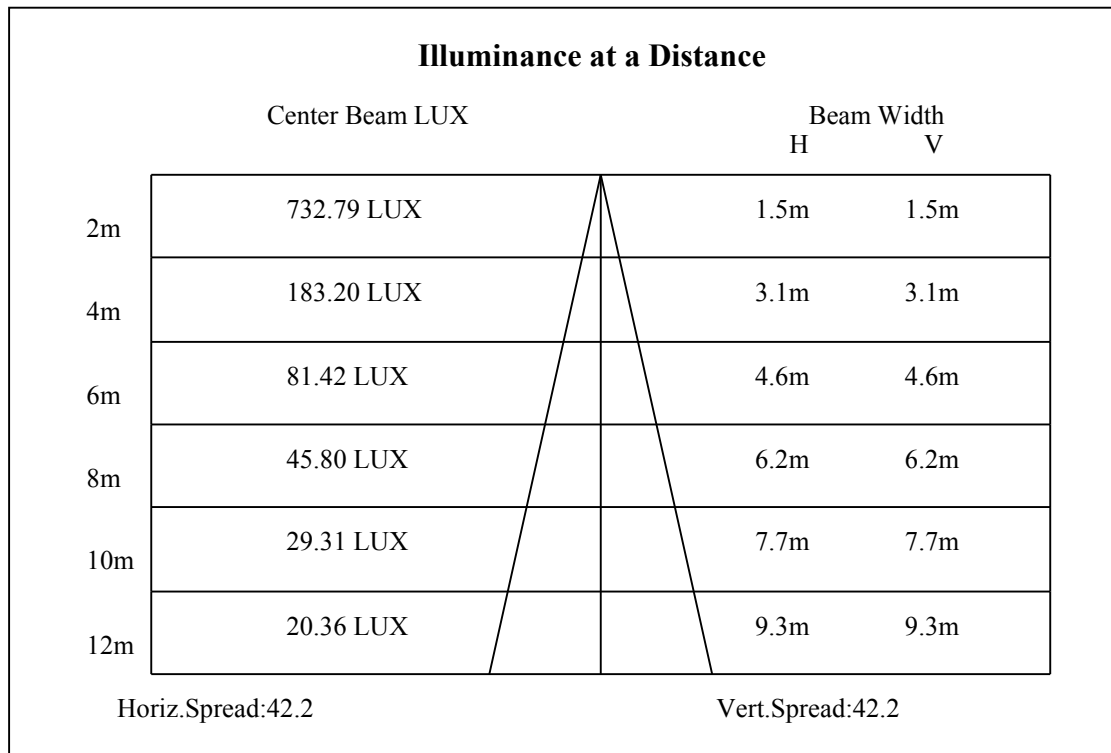 Illuminance at a Distance
Center Beam LUX Beam Width
H V
2m 732.79 LUX 1.5m 1.5m
4m 183.20 LUX 3.1m 3.1m
6m 81.42 LUX 4.6m 4.6m
8m 45.80 LUX 6.2m 6.2m
10m 29.31 LUX 7.7m 7.7m
12m 20.36 LUX 9.3m 9.3m
Horiz.Spread:42.2 Vert.Spread:42.2